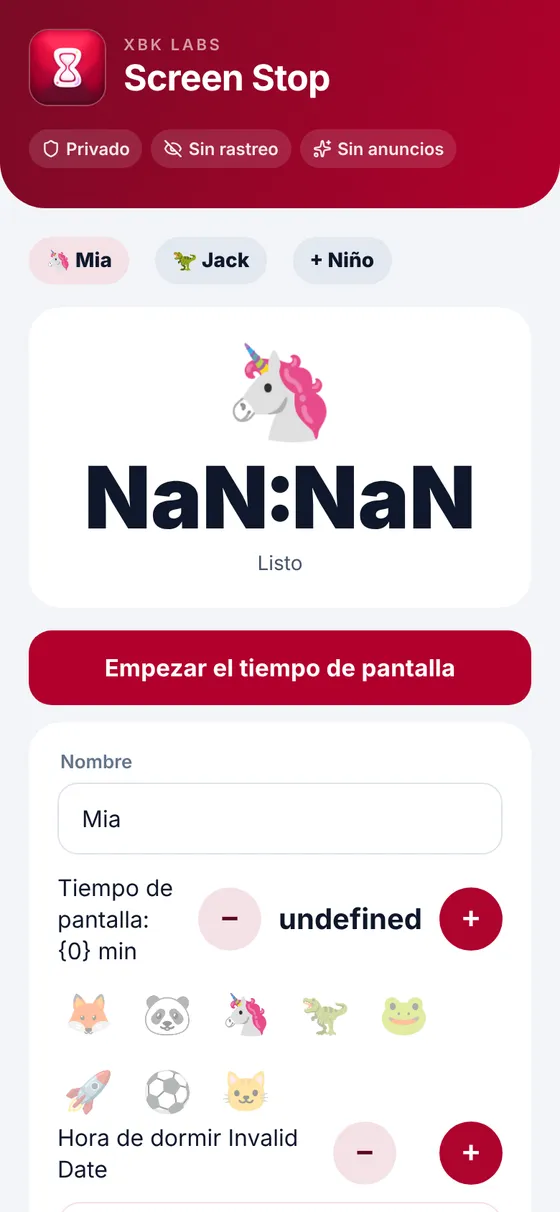 XBK LABS
Screen Stop
Privado
Sin rastreo
Sin anuncios
Mia
Jack
+ Niño
NaN:NaN
Listo
Empezar el tiempo de pantalla
Nombre
Mia
Tiempo de
pantalla:
{0} min
− undefined +
Hora de dormir Invalid
Date
− +